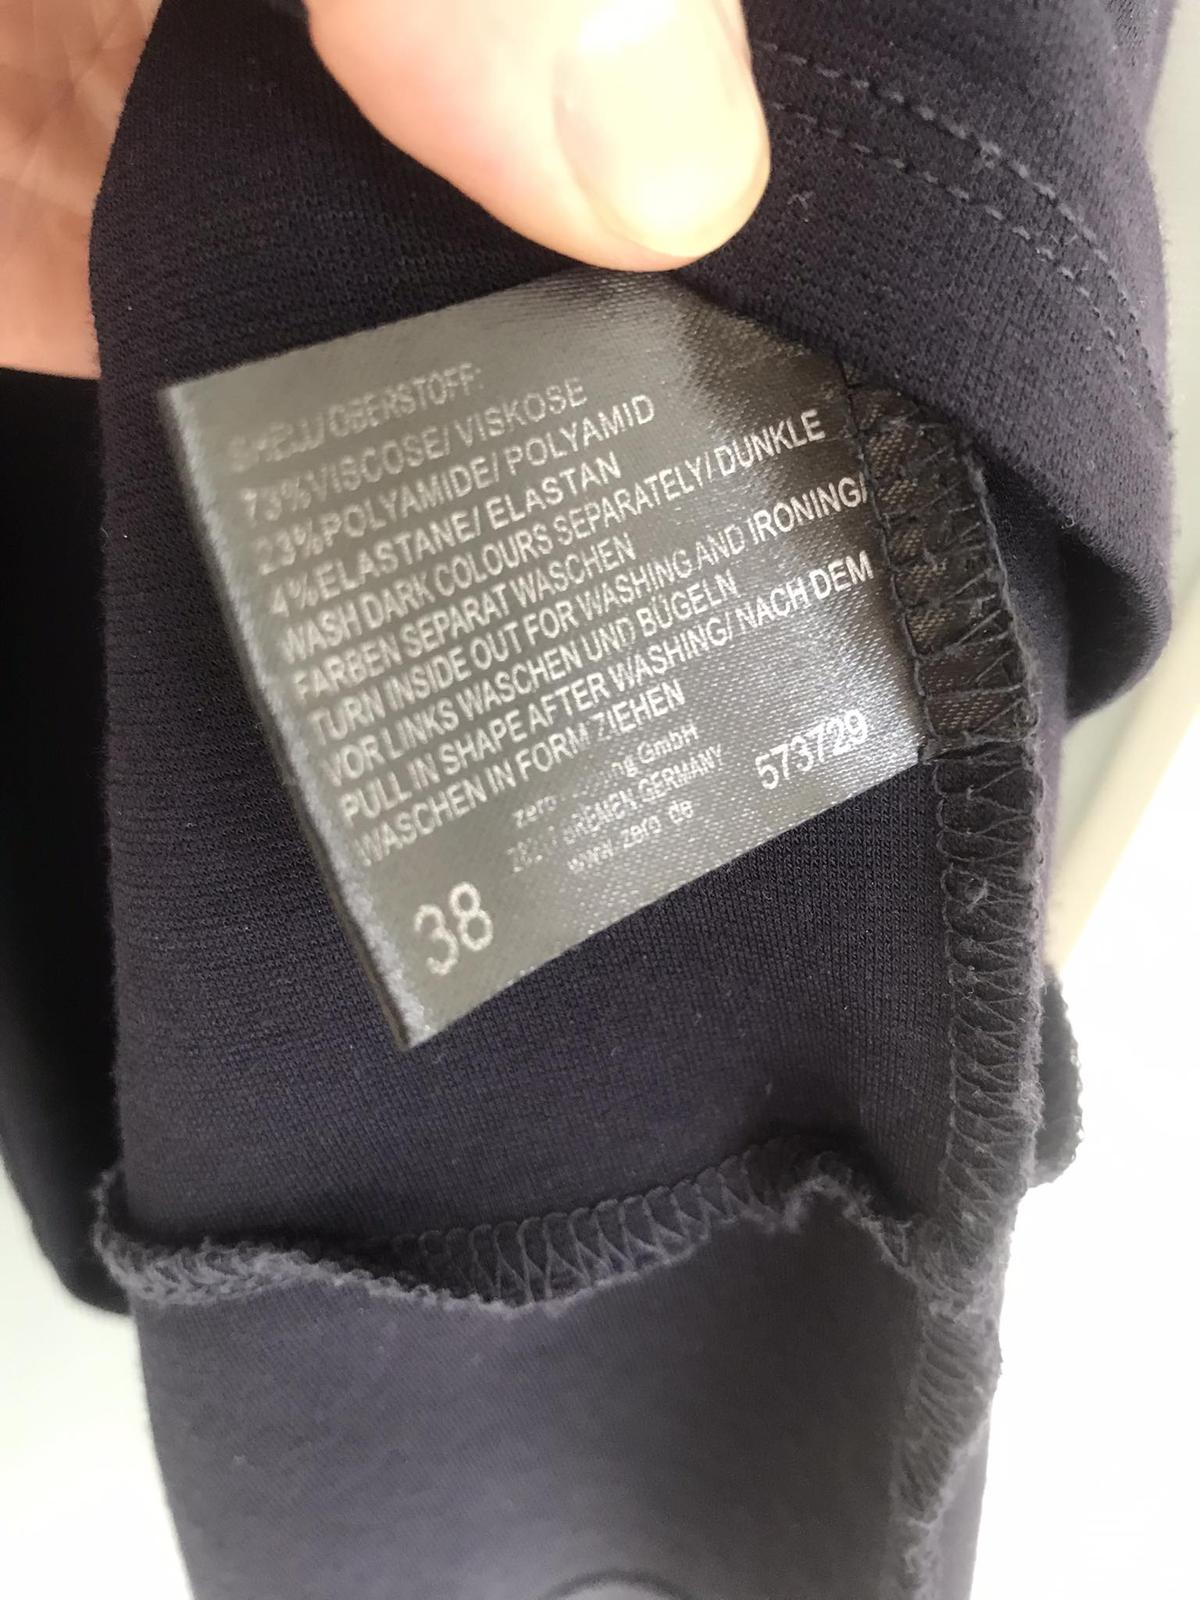 SHELL/OBERSTOFF:
73%VISCOSE/ VISKOSE
23%POLYAMIDE/ POLYAMID
4%ELASTANE/ ELASTAN
WASH DARK COLOURS SEPARATELY/ DUNKLE
FARBEN SEPARAT WASCHEN
TURN INSIDE OUT FOR WASHING AND IRONING/
VOR LINKS WASCHEN UND BÜGELN
PULL IN SHAPE AFTER WASHING/ NACH DEM
WASCHEN IN FORM ZIEHEN
zero GmbH
BREMEN GERMANY
www.zero.de
573729
38